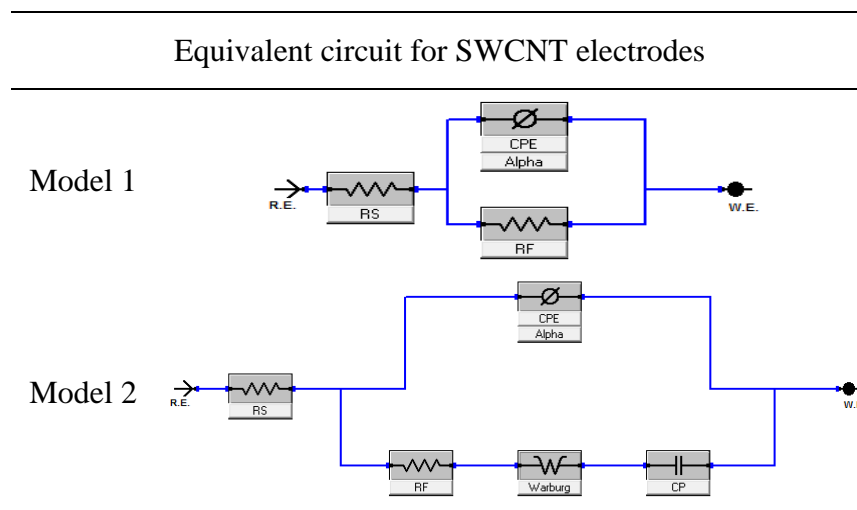 Equivalent circuit for SWCNT electrodes
CPE
Alpha
Model 1
R.E.
RS
W.E.
RF
CPE
Alpha
Model 2
R.E.
RS
W.E
RF
Warburg
CP